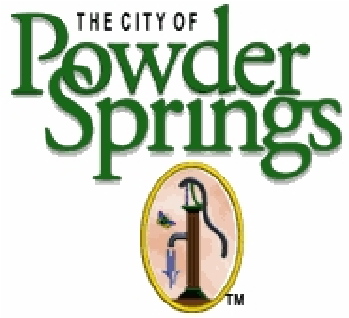 THE CITY OF
Powder
Springs
TM